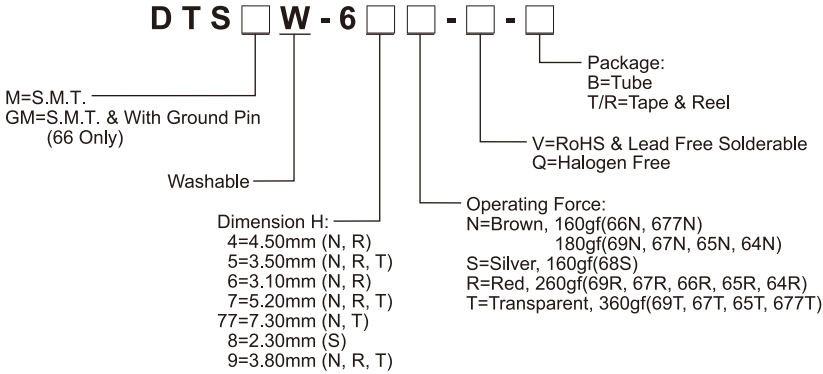 DTS□W-6□□-□-□
Package:
B=Tube
T/R=Tape & Reel
M=S.M.T.
GM=S.M.T. & With Ground Pin
(66 Only)
V=RoHS & Lead Free Solderable
Q=Halogen Free
Washable
Operating Force:
N=Brown, 160gf(66N, 677N)
180gf(69N, 67N, 65N, 64N)
S=Silver, 160gf(68S)
R=Red, 260gf(69R, 67R, 66R, 65R, 64R)
T=Transparent, 360gf(69T, 67T, 65T, 677T)
Dimension H:
4=4.50mm (N, R)
5=3.50mm (N, R, T)
6=3.10mm (N, R)
7=5.20mm (N, R, T)
77=7.30mm (N, T)
8=2.30mm (S)
9=3.80mm (N, R, T)